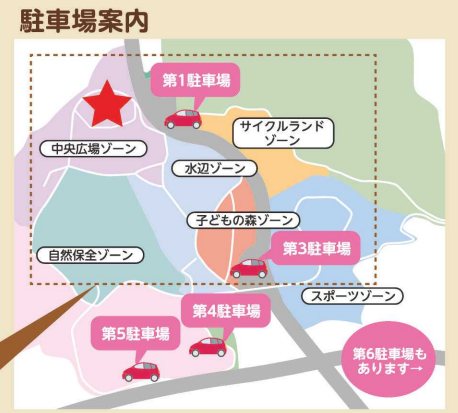 駐車場案内
第1駐車場
サイクルランド
ゾーン
中央広場ゾーン
水辺ゾーン
子どもの森ゾーン
第3駐車場
自然保全ゾーン
スポーツゾーン
第4駐車場
第5駐車場
第6駐車場も
あります→